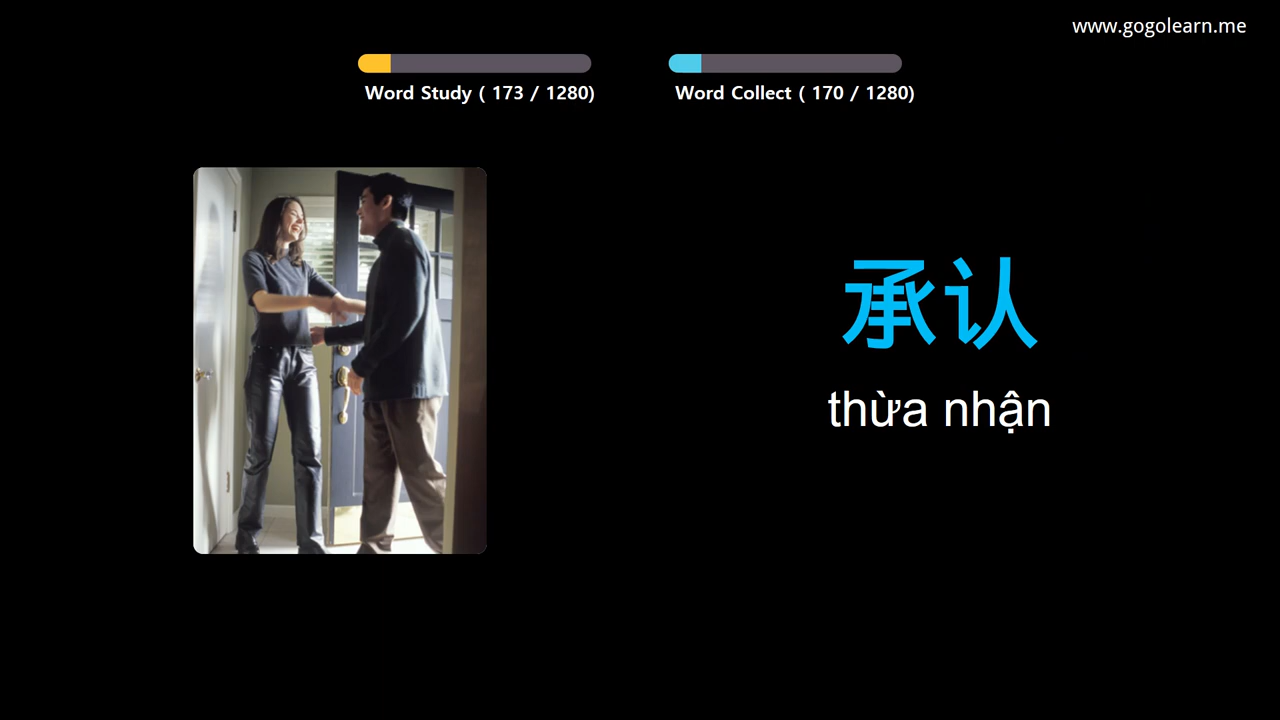 www.gogolearn.me
Word Study ( 173 / 1280)
Word Collect ( 170 / 1280)
承认
thừa nhận